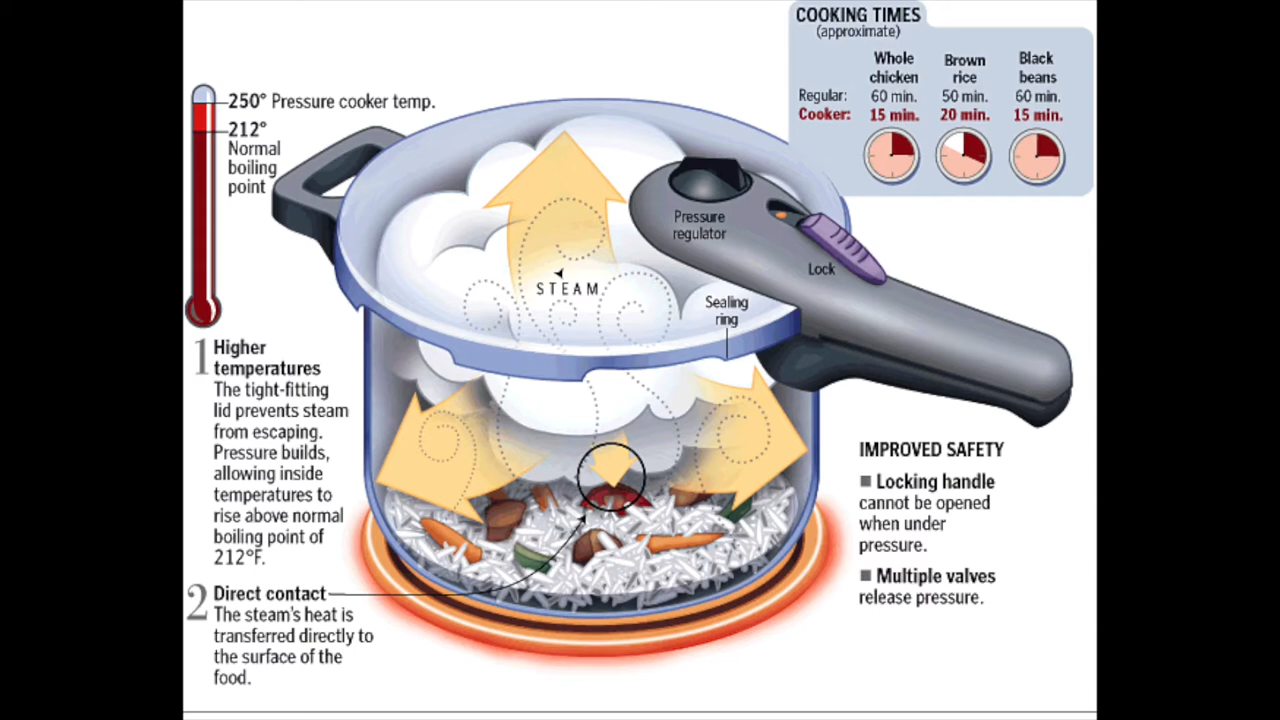 COOKING TIMES
(approximate)
Whole chicken
Brown rice
Black beans
Regular: 60 min. 50 min. 60 min.
Cooker: 15 min. 20 min. 15 min.
250° Pressure cooker temp.
212°
Normal
boiling
point
Pressure
regulator
Lock
STEAM
Sealing
ring
1 Higher
temperatures
The tight-fitting
lid prevents steam
from escaping.
Pressure builds,
allowing inside
temperatures to
rise above normal
boiling point of
212°F.
2 Direct contact
The steam's heat is
transferred directly to
the surface of the
food.
IMPROVED SAFETY
■ Locking handle
cannot be opened
when under
pressure.
■ Multiple valves
release pressure.